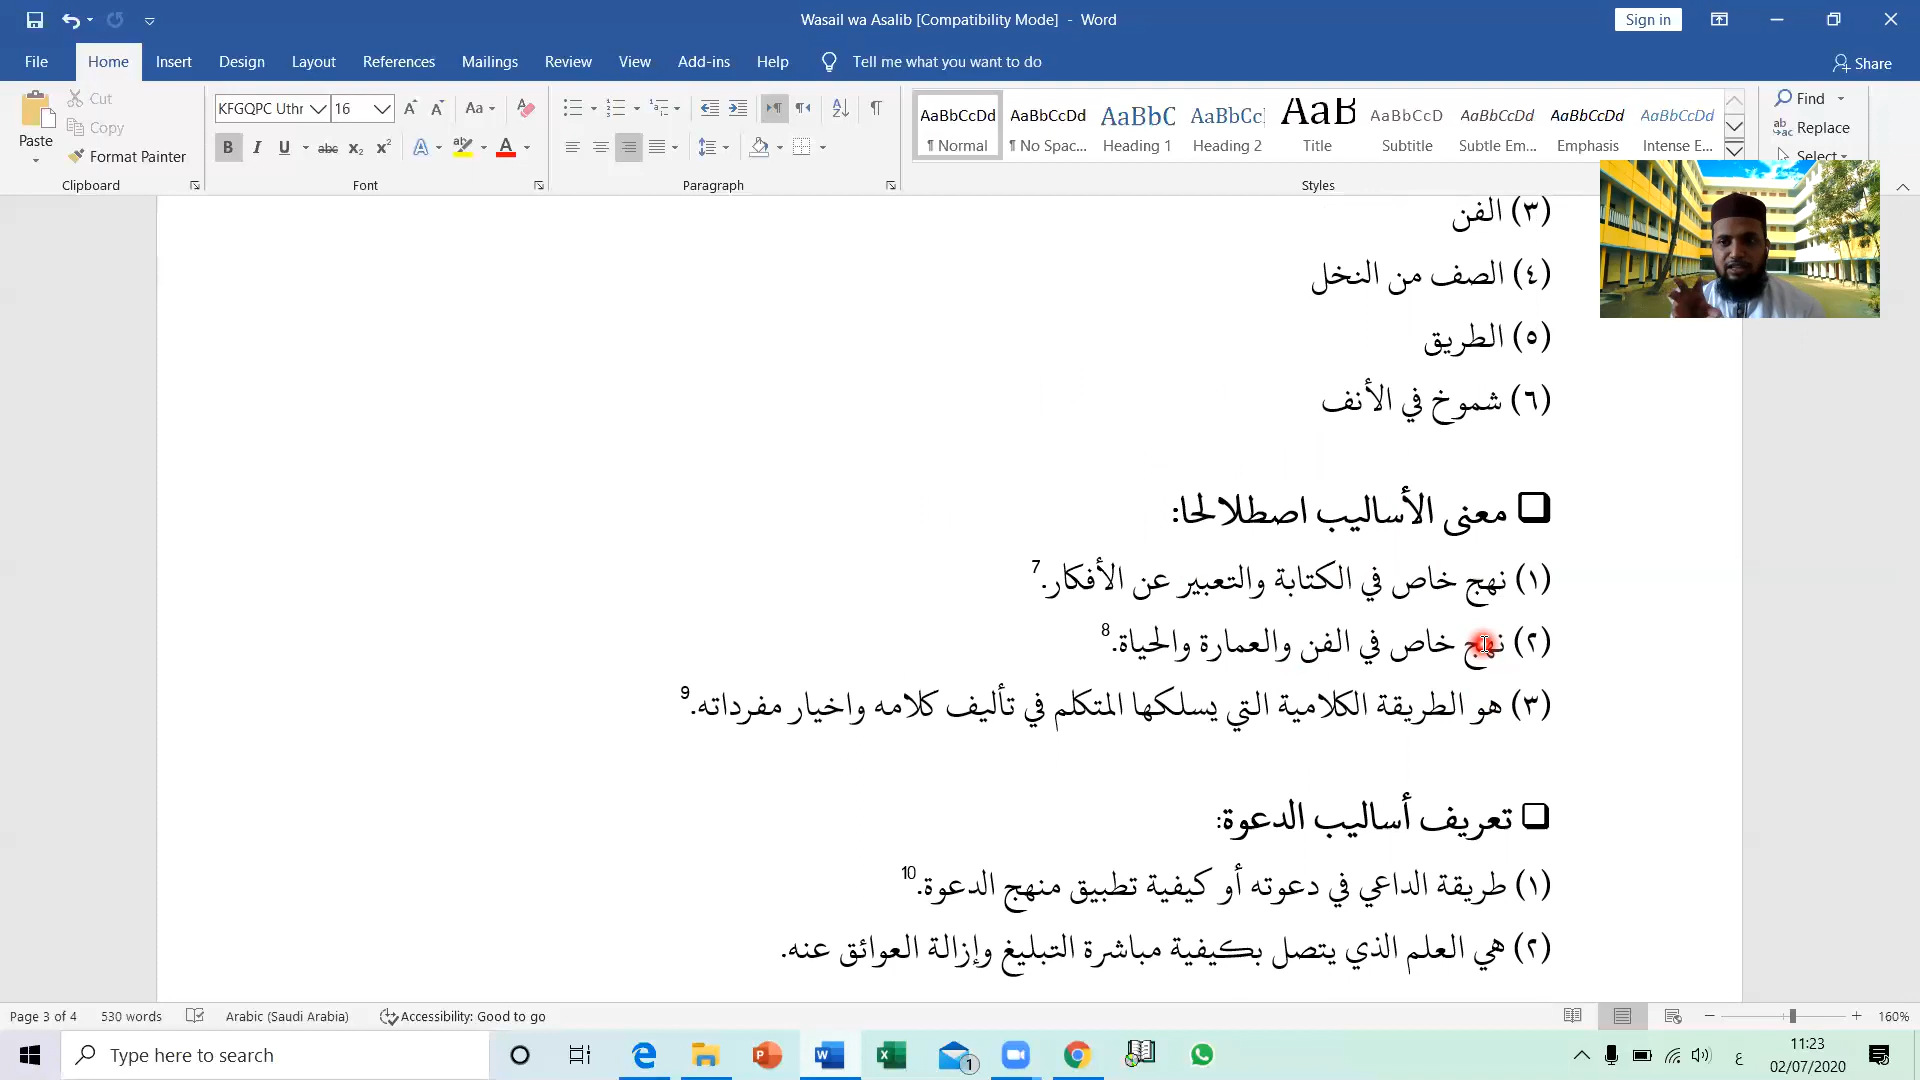 Wasail wa Asalib [Compatibility Mode] - Word
Sign in
File Home Insert Design Layout References Mailings Review View Add-ins Help Tell me what you want to do Share
Paste
Cut
Copy
Format Painter
Clipboard
KFGQPC Uthr 16
Font
Paragraph
AaBbCcDd ¶ Normal
AaBbCcDd ¶ No Spac...
AaBbC Heading 1
AaBbCc Heading 2
AaB Title
AaBbCcD Subtitle
AaBbCcDd Subtle Em...
AaBbCcDd Emphasis
AaBbCcDd Intense E...
Styles
Find
Replace
Select
(٣) الفن
(٤) الصف من النخل
(٥) الطريق
(٦) شموخ في الأنف
معنى الأساليب اصطلالحا:
(١) نهج خاص في الكتابة والتعبير عن الأفكار.7
(٢) نهج خاص في الفن والعمارة والحياة.8
(٣) هو الطريقة الكلامية التي يسلكها المتكلم في تأليف كلامه واخيار مفرداته.9
تعريف أساليب الدعوة:
(١) طريقة الداعي في دعوته أو كيفية تطبيق منهج الدعوة.10
(٢) هي العلم الذي يتصل بكيفية مباشرة التبليغ وإزالة العوائق عنه.
Page 3 of 4 530 words Arabic (Saudi Arabia) Accessibility: Good to go 160%
Type here to search
1
ع
11:23
02/07/2020